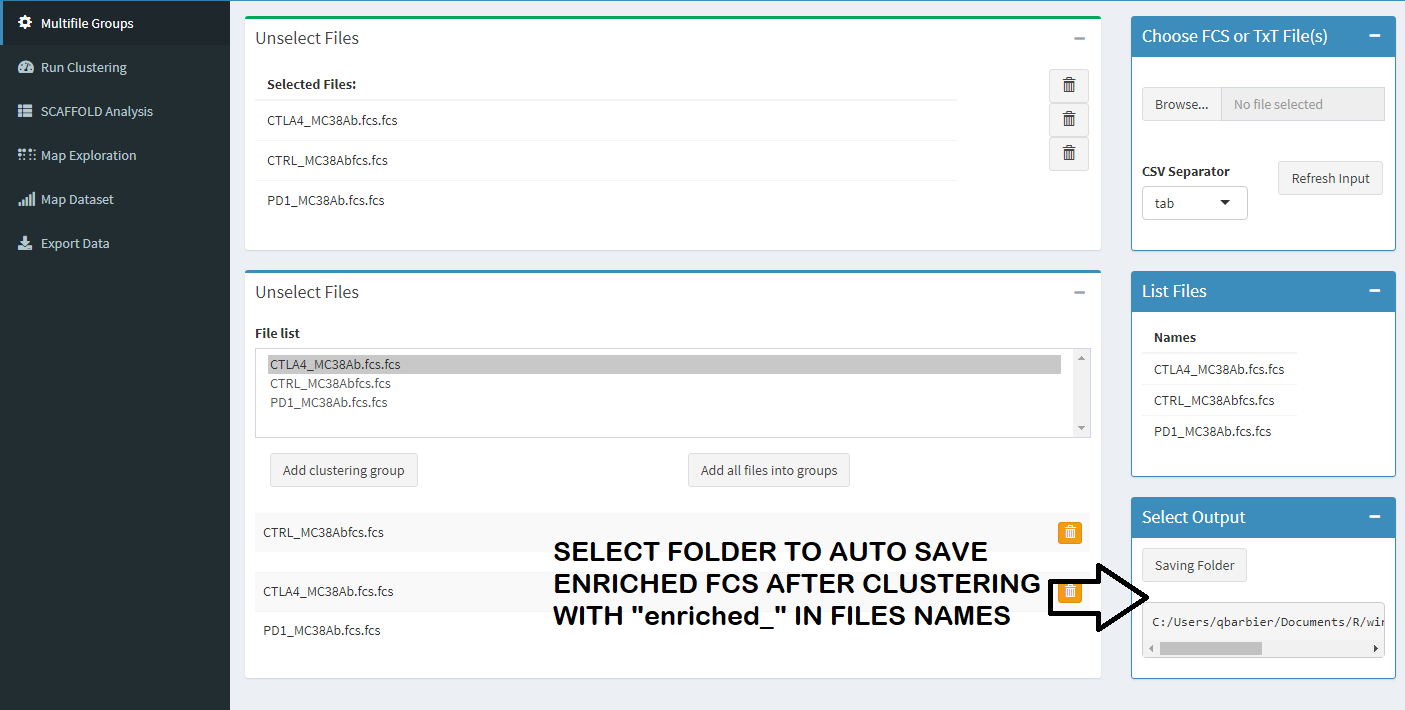 Multifile Groups
Run Clustering
SCAFFOLD Analysis
Map Exploration
Map Dataset
Export Data
Unselect Files
Selected Files:
CTLA4_MC38Ab.fcs.fcs
CTRL_MC38Abfcs.fcs
PD1_MC38Ab.fcs.fcs
Unselect Files
File list
CTLA4_MC38Ab.fcs.fcs
CTRL_MC38Abfcs.fcs
PD1_MC38Ab.fcs.fcs
Add clustering group
Add all files into groups
CTRL_MC38Abfcs.fcs
CTLA4_MC38Ab.fcs.fcs
PD1_MC38Ab.fcs.fcs
SELECT FOLDER TO AUTO SAVE
ENRICHED FCS AFTER CLUSTERING
WITH "enriched_" IN FILES NAMES
Choose FCS or TxT File(s)
Browse... No file selected
CSV Separator
Refresh Input
tab
List Files
Names
CTLA4_MC38Ab.fcs.fcs
CTRL_MC38Abfcs.fcs
PD1_MC38Ab.fcs.fcs
Select Output
Saving Folder
C:/Users/qbarbier/Documents/R/win